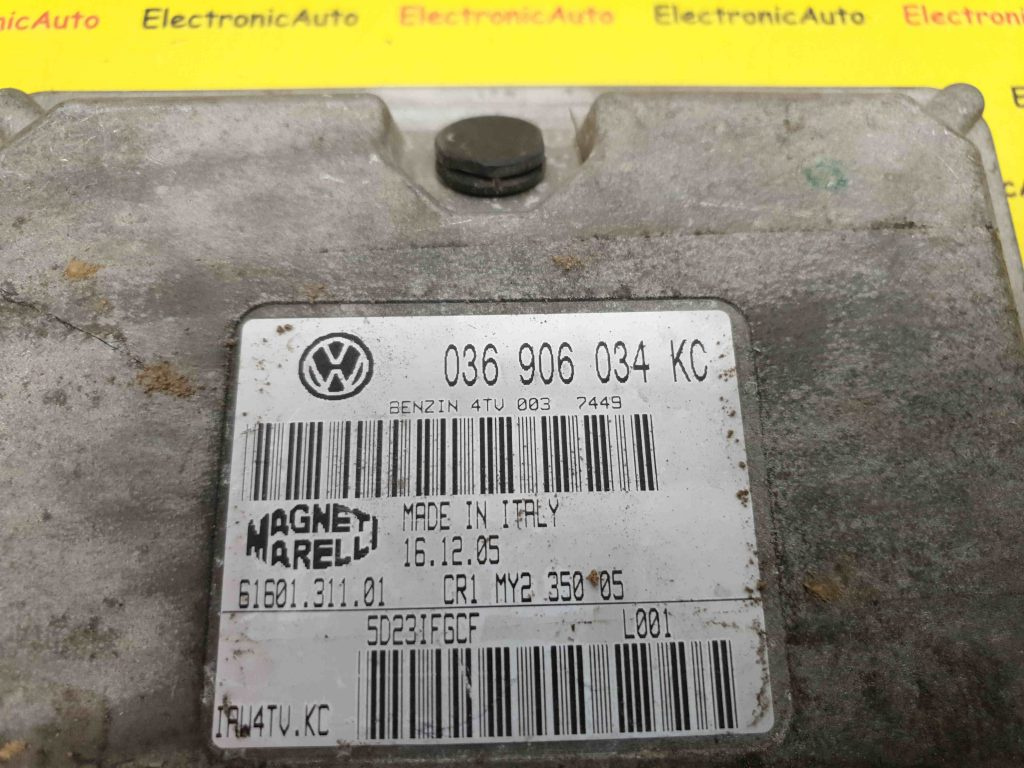 ElectronicAuto ElectronicAuto ElectronicAuto ElectronicAuto
036 906 034 KC
BENZIN 4TV 003 7449
MAGNETI MARELLI
MADE IN ITALY
16.12.05
61601.311.01 CR1 MY2 350 05
5D23IFGCF L001
IAW4TV.KC